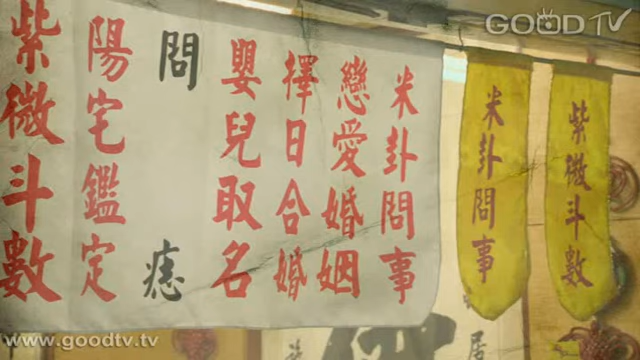 GOODTV
米卦問事
戀愛婚姻
擇日合婚
嬰兒取名
問 痣
陽宅鑑定
紫微斗數
米卦問事
紫微斗數
居
www.goodtv.tv